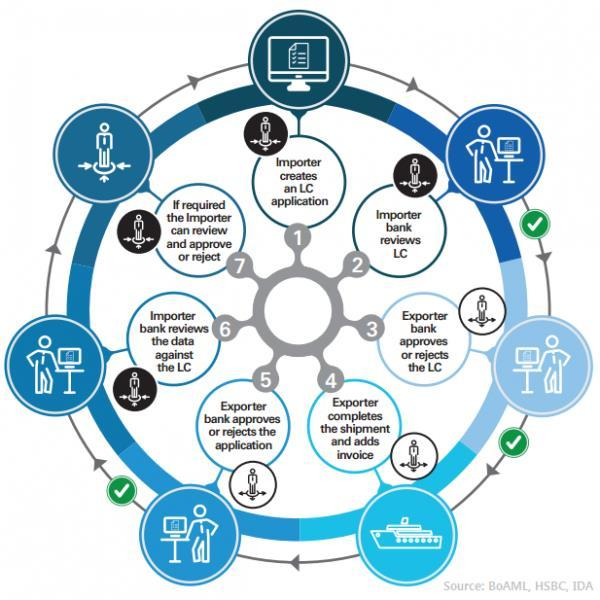 1
Importer
creates
an LC
application
2
Importer
bank
reviews
LC
3
Exporter
bank
approves
or rejects
the LC
4
Exporter
completes
the shipment
and adds
invoice
5
Exporter
bank approves
or rejects the
application
6
Importer
bank reviews
the data
against
the LC
7
If required
the Importer
can review
and approve
or reject
Source: BoAML, HSBC, IDA